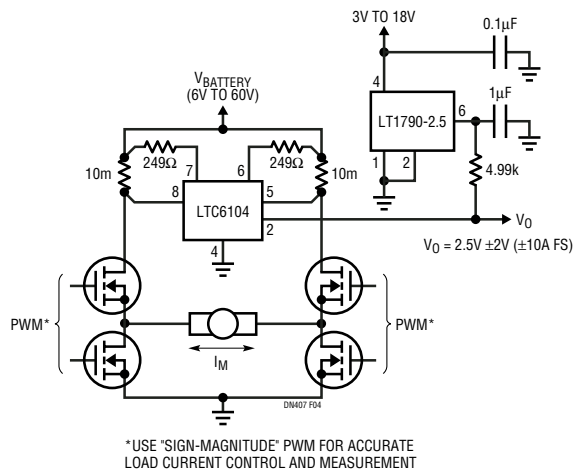 3V TO 18V
0.1µF
VBATTERY
(6V TO 60V)
4
1µF
LT1790-2.5
6
249Ω
249Ω
1
2
7
6
10m
10m
4.99k
8
5
LTC6104
2
VO
4
VO = 2.5V ±2V (±10A FS)
PWM*
PWM*
IM
DN407 F04
*USE "SIGN-MAGNITUDE" PWM FOR ACCURATE
LOAD CURRENT CONTROL AND MEASUREMENT